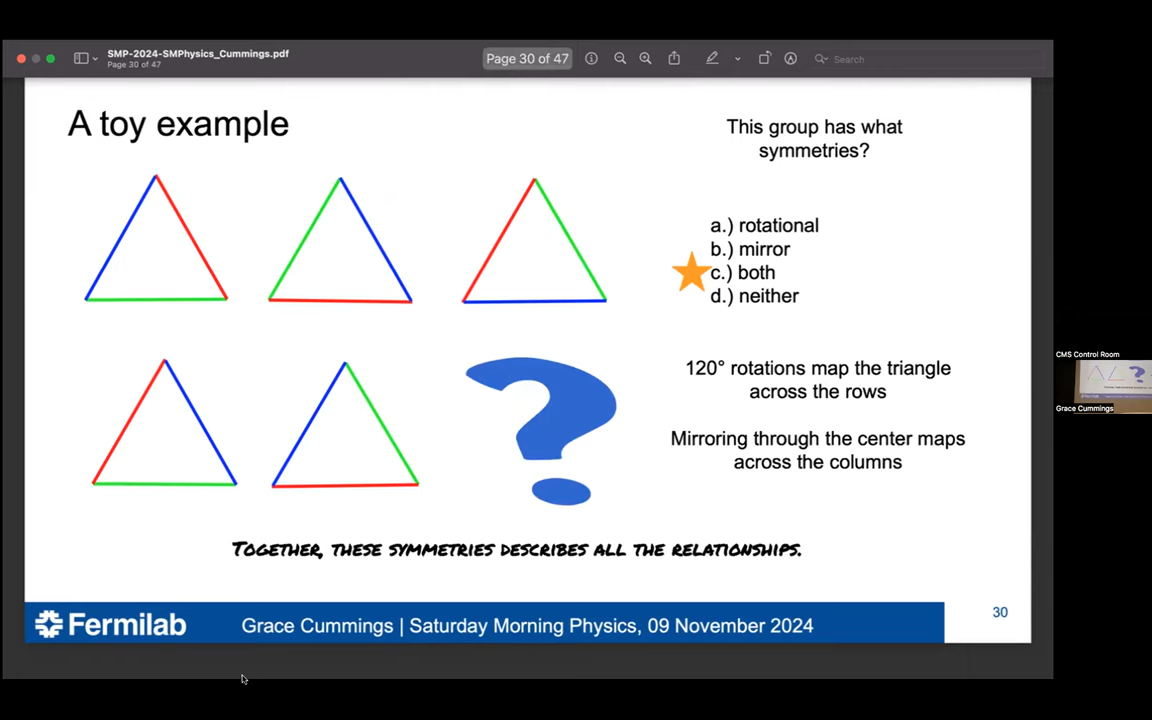 SMP-2024-SMPhysics_Cummings.pdf
Page 30 of 47
Page 30 of 47
Search
A toy example
This group has what
symmetries?
a.) rotational
b.) mirror
c.) both
d.) neither
120° rotations map the triangle
across the rows
Mirroring through the center maps
across the columns
Together, these symmetries describes all the relationships.
Fermilab
Grace Cummings | Saturday Morning Physics, 09 November 2024
30
CMS Control Room
Grace Cummings